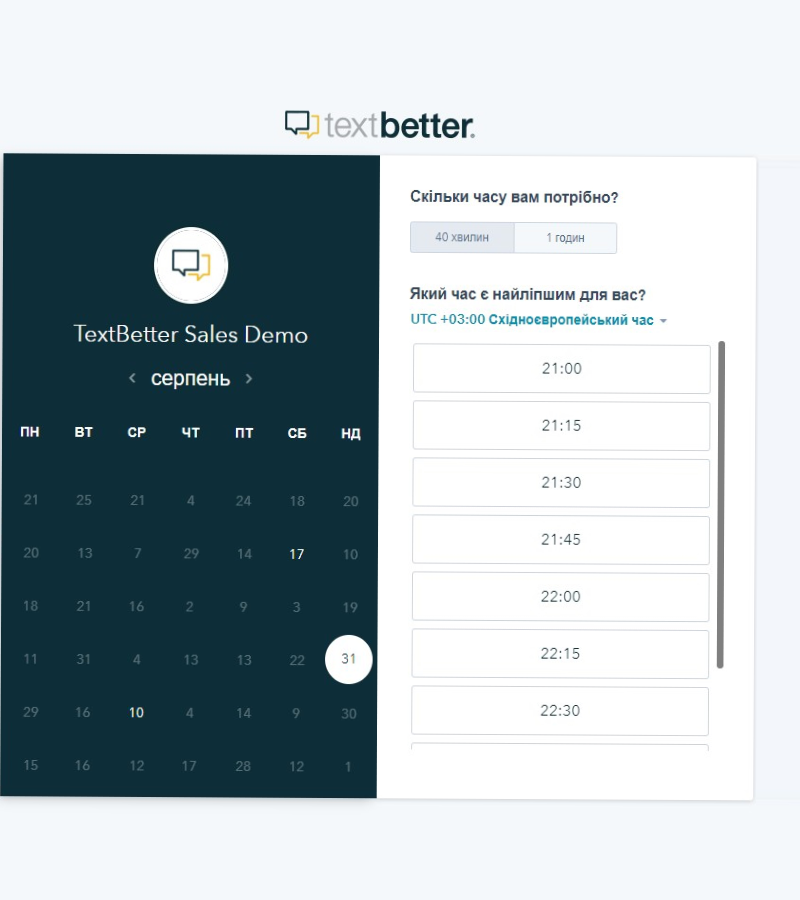 textbetter.
TextBetter Sales Demo
серпень
ПН ВТ СР ЧТ ПТ СБ НД
21 25 21 4 24 18 20
20 13 7 29 14 17 10
18 21 16 2 9 3 19
11 31 4 13 13 22 31
29 16 10 4 14 9 30
15 16 12 17 28 12 1
Скільки часу вам потрібно?
40 хвилин 1 годин
Який час є найліпшим для вас?
UTC +03:00 Східноєвропейський час
21:00
21:15
21:30
21:45
22:00
22:15
22:30